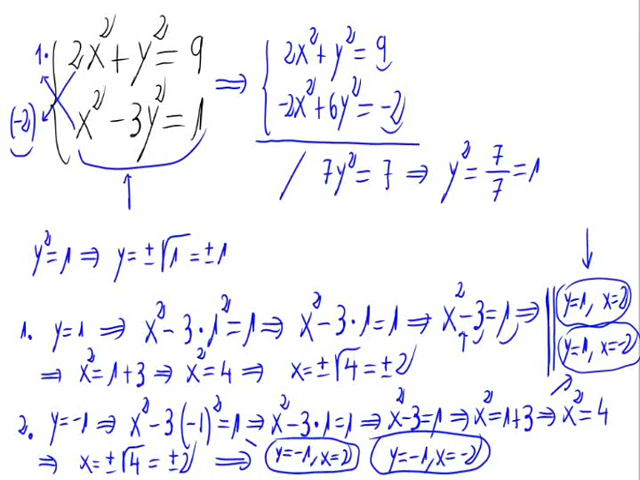 1· { 2x² + y² = 9 ⇒ { 2x² + y² = 9
(-2) { x² - 3y² = 1 { -2x² + 6y² = -2
/ 7y² = 7 ⇒ y² = 7/7 = 1
y² = 1 ⇒ y = ±√1 = ±1
1. y=1 ⇒ x² - 3·1² = 1 ⇒ x² - 3·1 = 1 ⇒ x² - 3 = 1 ⇒ || y=1, x=2
y=1, x=-2
⇒ x² = 1+3 ⇒ x² = 4 ⇒ x = ±√4 = ±2
2. y=-1 ⇒ x² - 3(-1)² = 1 ⇒ x² - 3·1 = 1 ⇒ x² - 3 = 1 ⇒ x² = 1+3 ⇒ x² = 4
⇒ x = ±√4 = ±2 ⇒ y=-1, x=2 y=-1, x=-2